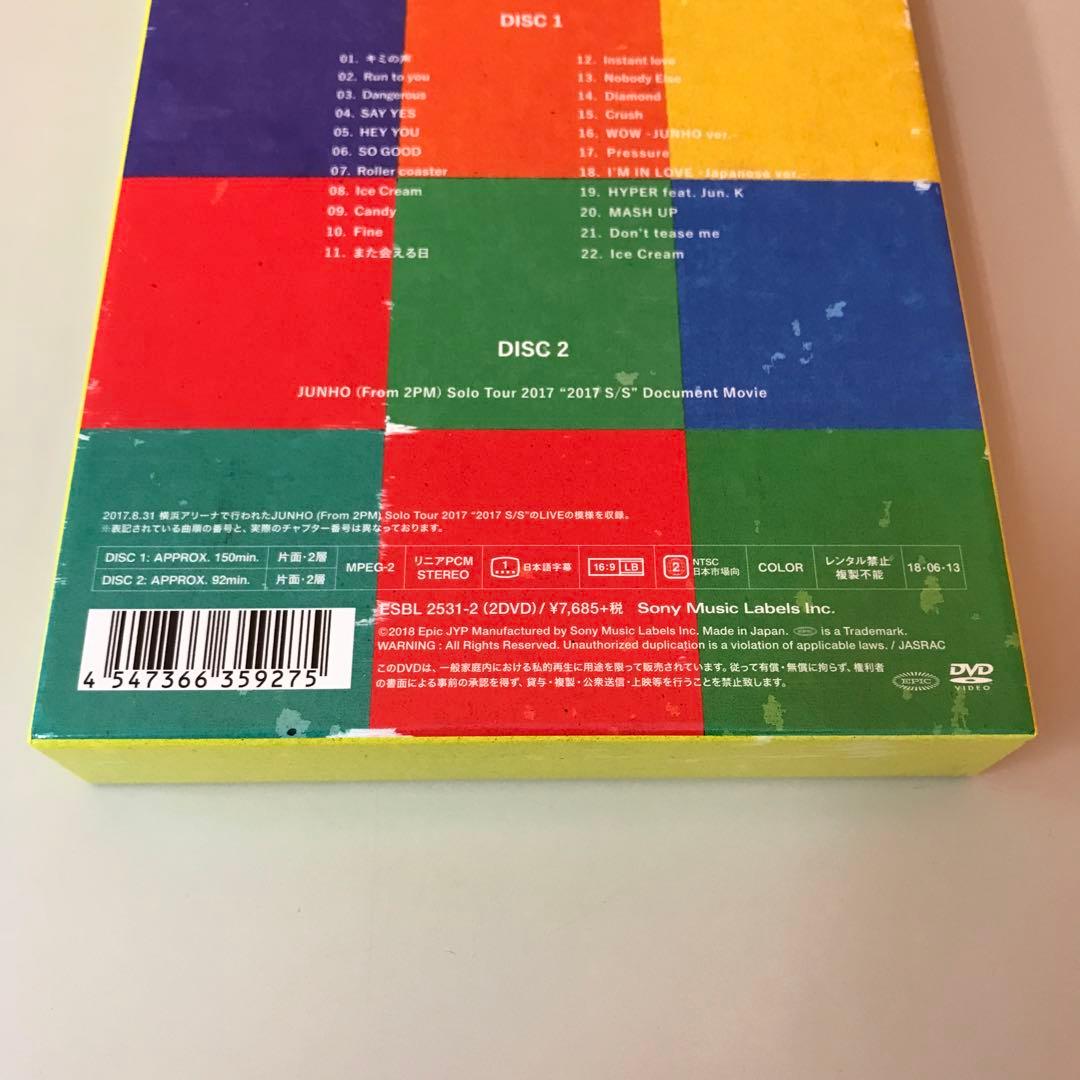 DISC 1
01. キミの声
02. Run to you
03. Dangerous
04. SAY YES
05. HEY YOU
06. SO GOOD
07. Roller coaster
08. Ice Cream
09. Candy
10. Fine
11. また会える日
12. Instant love
13. Nobody Else
14. Diamond
15. Crush
16. WOW -JUNHO ver.-
17. Pressure
18. I'M IN LOVE -Japanese ver.-
19. HYPER feat. Jun. K
20. MASH UP
21. Don't tease me
22. Ice Cream
DISC 2
JUNHO (From 2PM) Solo Tour 2017 “2017 S/S” Document Movie
2017.8.31 横浜アリーナで行われたJUNHO (From 2PM) Solo Tour 2017 “2017 S/S”のLIVEの模様を収録。
※表記されている曲順の番号と、実際のチャプター番号は異なっております。
DISC 1: APPROX. 150min. 片面・2層
DISC 2: APPROX. 92min. 片面・2層
MPEG-2
リニアPCM
STEREO
1 日本語字幕
16:9 LB
2 NTSC
日本市場向
COLOR
レンタル禁止
複製不能
18・06・13
ESBL 2531-2 (2DVD) / ¥7,685+税 Sony Music Labels Inc.
©2018 Epic JYP Manufactured by Sony Music Labels Inc. Made in Japan. EPIC is a Trademark.
WARNING : All Rights Reserved. Unauthorized duplication is a violation of applicable laws. / JASRAC
このDVDは、一般家庭内における私的再生に用途を限って販売されています。従って有償・無償に拘らず、権利者
の書面による事前の承認を得ず、貸与・複製・公衆送信・上映等を行うことを禁止致します。
4 547366 359275
EPIC
DVD
VIDEO